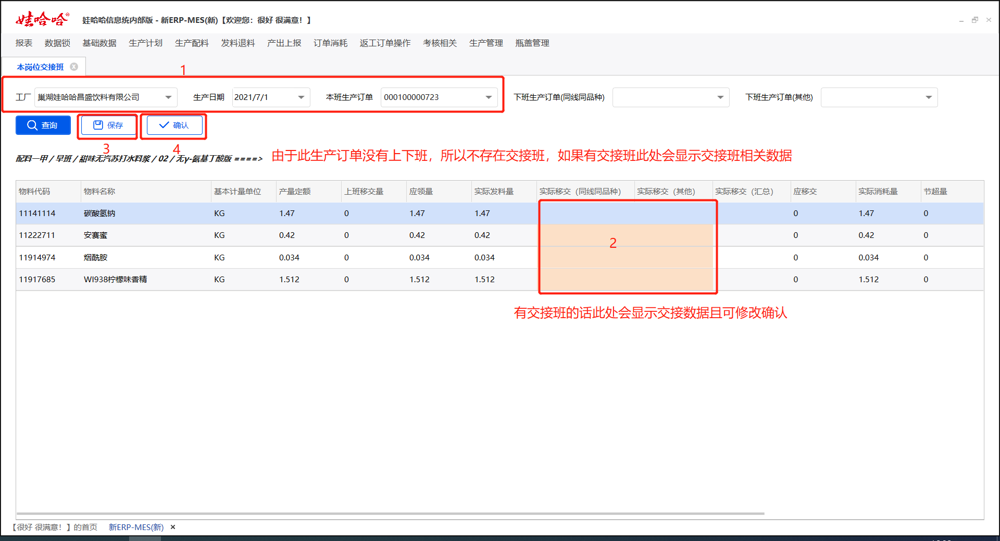 娃哈哈®
娃哈哈信息统内部版 - 新ERP-MES(新)【欢迎您：很好 很满意！】
报表 数据锁 基础数据 生产计划 生产配料 发料退料 产出上报 订单消耗 返工订单操作 考核相关 生产管理 瓶盖管理
本岗位交接班
1
工厂 巢湖娃哈哈昌盛饮料有限公司 生产日期 2021/7/1 本班生产订单 000100000723 下班生产订单(同线同品种) 下班生产订单(其他)
查询 保存 确认
3 4
配料一甲 / 早班 / 甜味无汽苏打水料浆 / 02 / 无γ-氨基丁酸版 ====>
由于此生产订单没有上下班，所以不存在交接班，如果有交接班此处会显示交接班相关数据
物料代码 物料名称 基本计量单位 产量定额 上班移交量 应领量 实际发料量 实际移交（同线同品种） 实际移交（其他） 实际移交（汇总） 应移交 实际消耗量 节超量
11141114 碳酸氢钠 KG 1.47 0 1.47 1.47 0 1.47 0
11222711 安赛蜜 KG 0.42 0 0.42 0.42 0 0.42 0
2
11914974 烟酰胺 KG 0.034 0 0.034 0.034 0 0.034 0
11917685 WI938柠檬味香精 KG 1.512 0 1.512 1.512 0 1.512 0
有交接班的话此处会显示交接数据且可修改确认
【很好 很满意！】的首页 新ERP-MES(新) ×